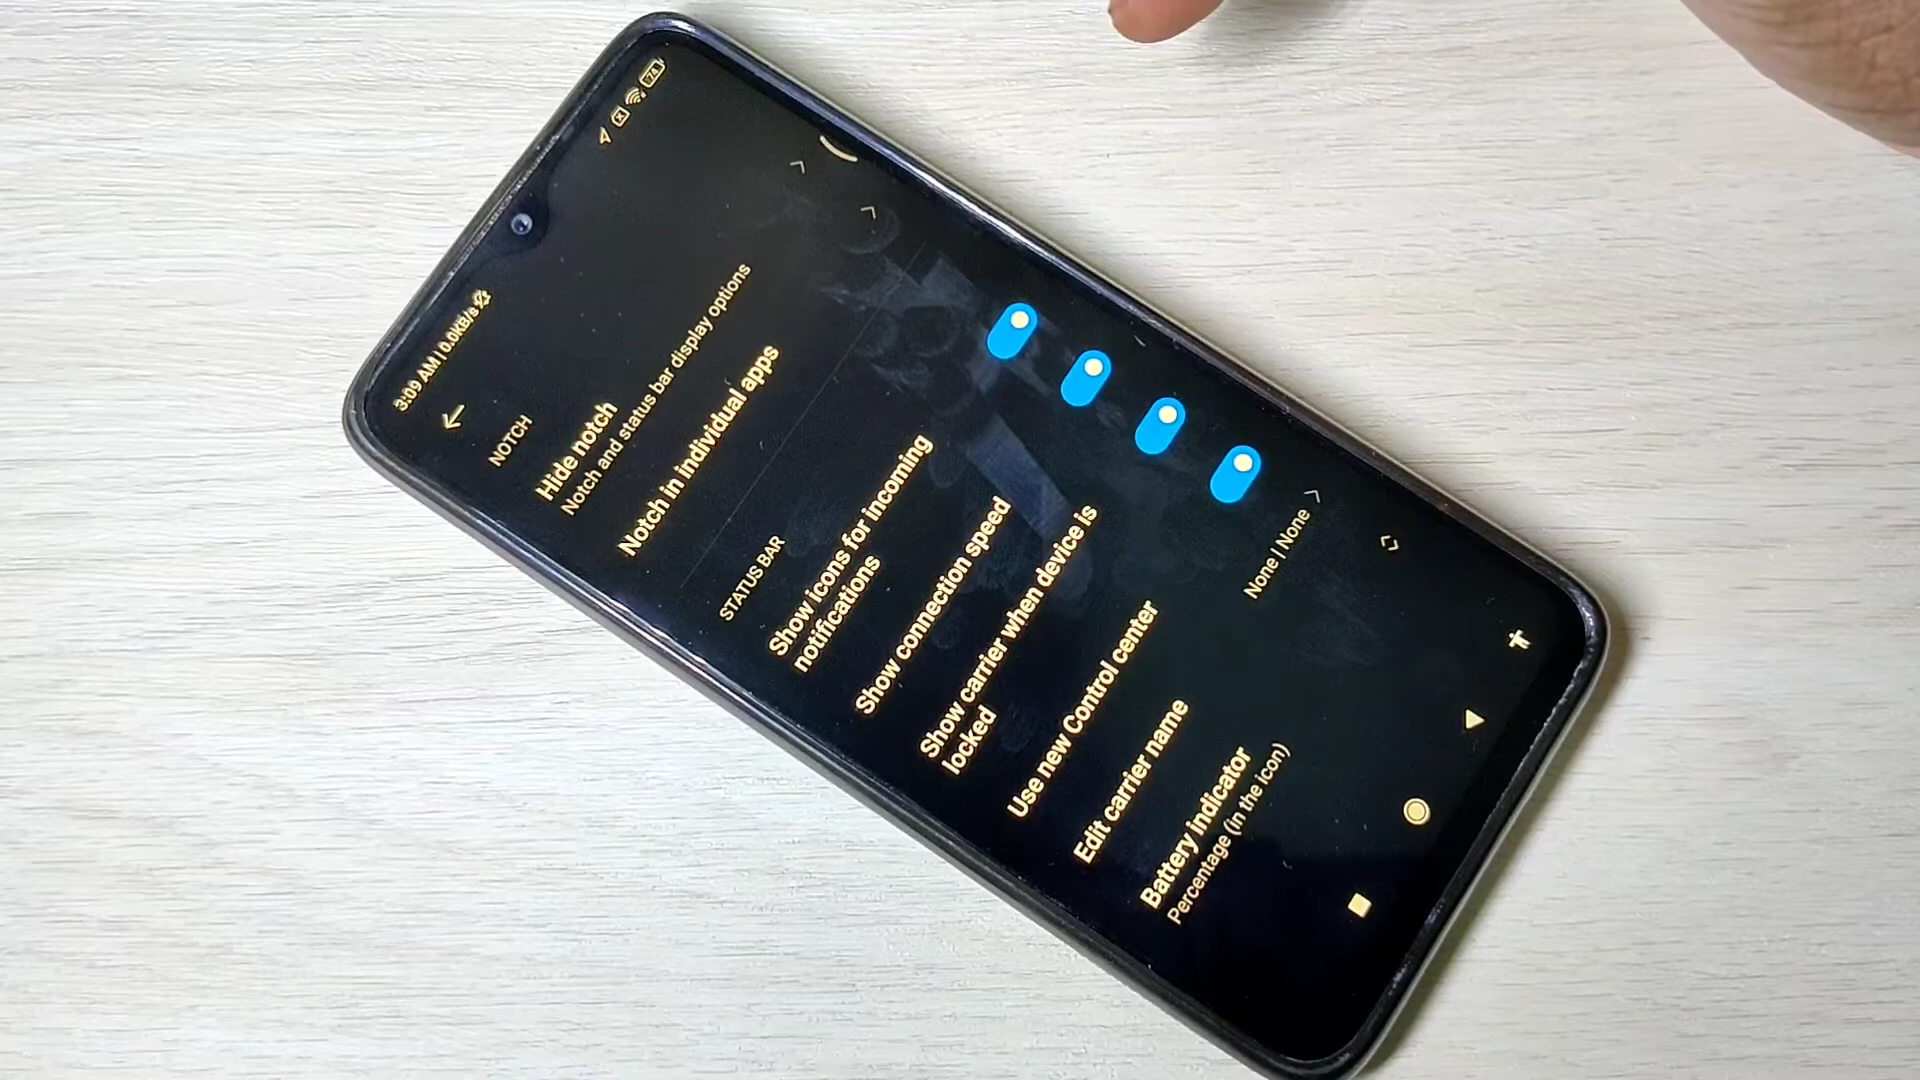 3:09 AM | 0.0KB/s
74
NOTCH
Hide notch
Notch and status bar display options
Notch in individual apps
STATUS BAR
Show icons for incoming
notifications
Show connection speed
Show carrier when device is
locked
Use new Control center
Edit carrier name
None | None
Battery indicator
Percentage (in the icon)